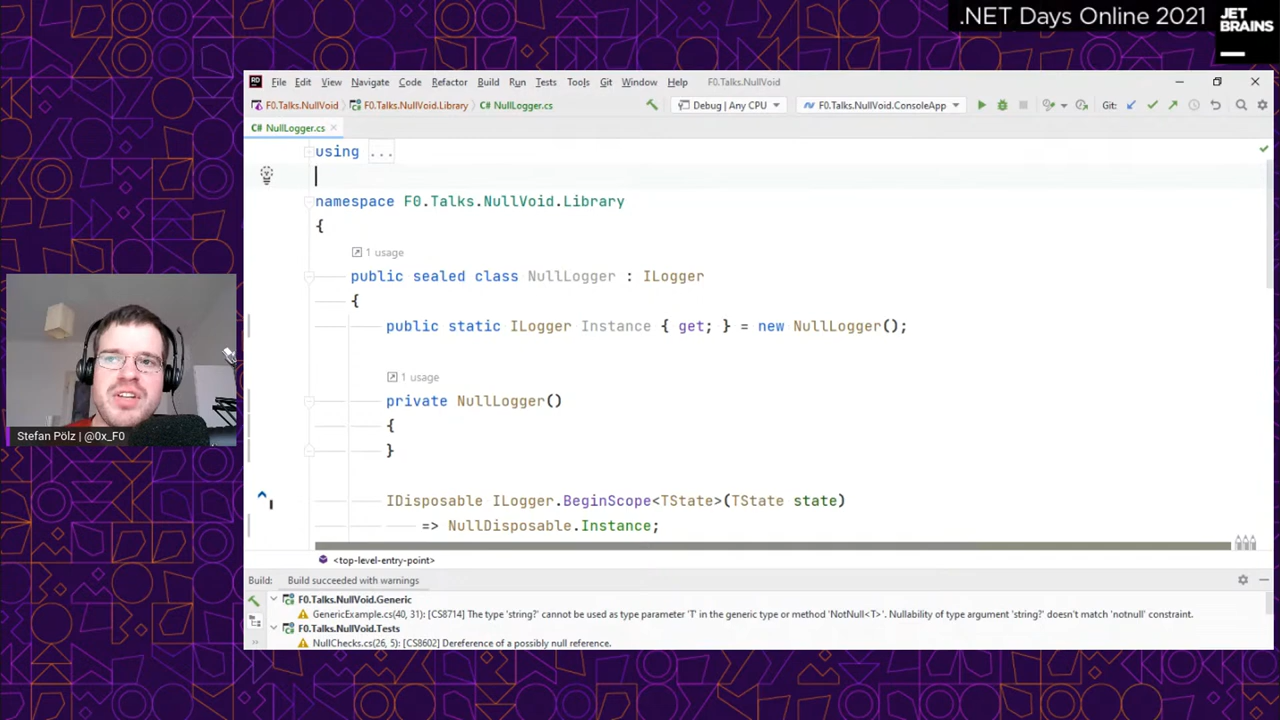 .NET Days Online 2021
JET
BRAINS
RD File Edit View Navigate Code Refactor Build Run Tests Tools Git Window Help F0.Talks.NullVoid
F0.Talks.NullVoid F0.Talks.NullVoid.Library C# NullLogger.cs Debug | Any CPU F0.Talks.NullVoid.ConsoleApp Git:
C# NullLogger.cs
using ...
namespace F0.Talks.NullVoid.Library
{
1 usage
public sealed class NullLogger : ILogger
{
public static ILogger Instance { get; } = new NullLogger();
1 usage
private NullLogger()
{
}
IDisposable ILogger.BeginScope<TState>(TState state)
=> NullDisposable.Instance;
<top-level-entry-point>
Build: Build succeeded with warnings
F0.Talks.NullVoid.Generic
GenericExample.cs(40, 31): [CS8714] The type 'string?' cannot be used as type parameter 'T' in the generic type or method 'NotNull<T>'. Nullability of type argument 'string?' doesn't match 'notnull' constraint.
F0.Talks.NullVoid.Tests
NullChecks.cs(26, 5): [CS8602] Dereference of a possibly null reference.
Stefan Pölz | @0x_F0